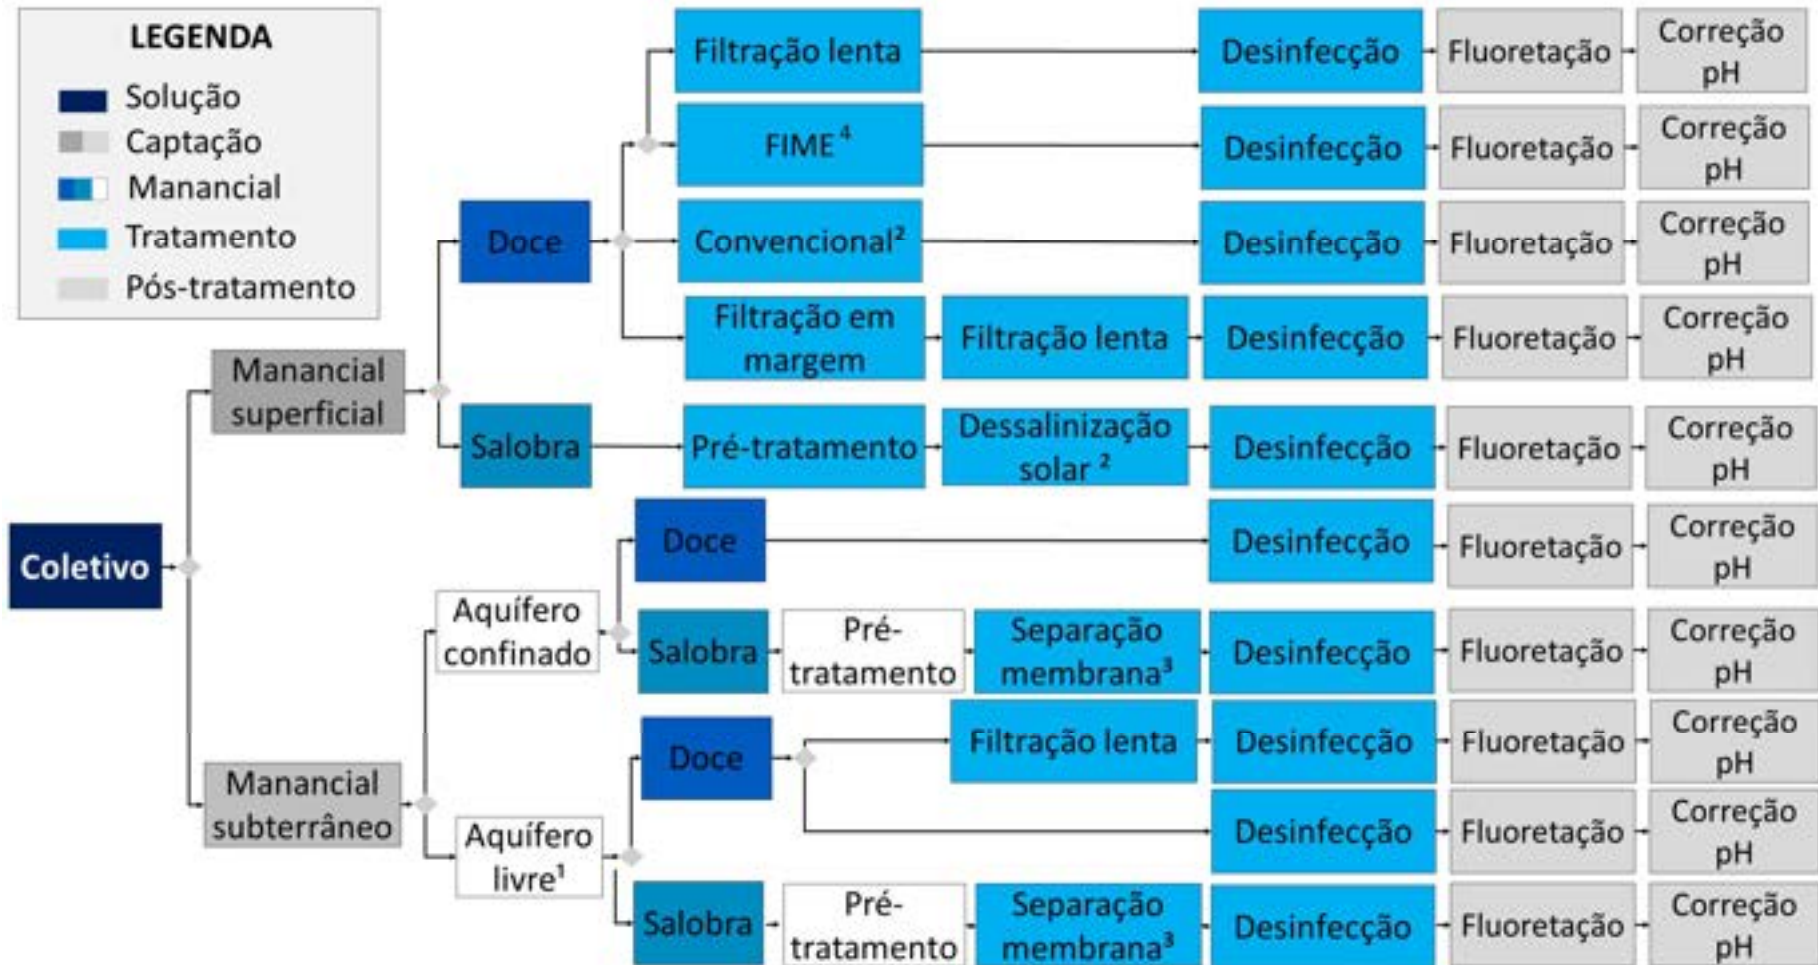 LEGENDA
Solução
Captação
Manancial
Tratamento
Pós-tratamento
Coletivo
Manancial
superficial
Doce
Filtração lenta
Desinfecção
Fluoretação
Correção
pH
FIME⁴
Desinfecção
Fluoretação
Correção
pH
Convencional²
Desinfecção
Fluoretação
Correção
pH
Filtração em
margem
Filtração lenta
Desinfecção
Fluoretação
Correção
pH
Salobra
Pré-tratamento
Dessalinização
solar ²
Desinfecção
Fluoretação
Correção
pH
Manancial
subterrâneo
Aquífero
confinado
Doce
Desinfecção
Fluoretação
Correção
pH
Salobra
Pré-
tratamento
Separação
membrana³
Desinfecção
Fluoretação
Correção
pH
Aquífero
livre¹
Doce
Filtração lenta
Desinfecção
Fluoretação
Correção
pH
Desinfecção
Fluoretação
Correção
pH
Salobra
Pré-
tratamento
Separação
membrana³
Desinfecção
Fluoretação
Correção
pH